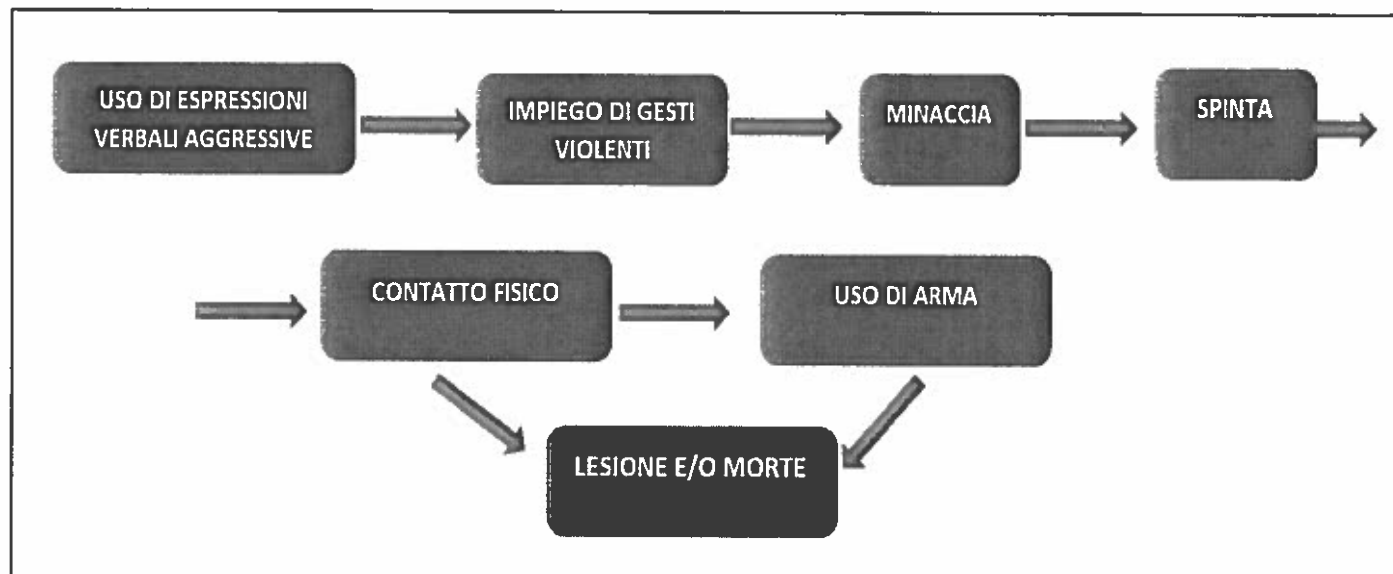 USO DI ESPRESSIONI
VERBALI AGGRESSIVE
IMPIEGO DI GESTI
VIOLENTI
MINACCIA
SPINTA
CONTATTO FISICO
USO DI ARMA
LESIONE E/O MORTE